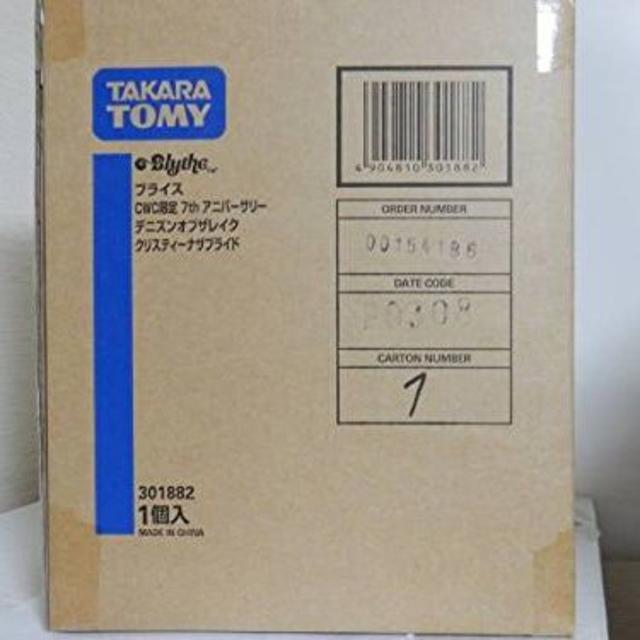 TAKARA
TOMY
Blythe
ブライス
CWC限定 7th アニバーサリー
デニズンオブザレイク
クリスティーナザブライド
301882
1個入
MADE IN CHINA
4 904810 301882
ORDER NUMBER
00154186
DATE CODE
0308
CARTON NUMBER
1